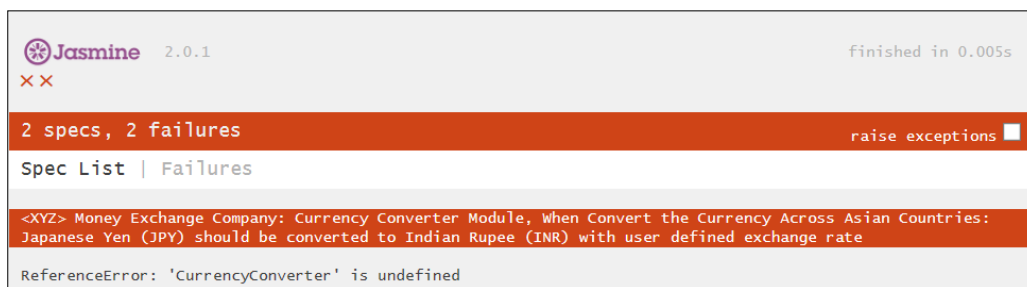 Jasmine 2.0.1 finished in 0.005s
××
2 specs, 2 failures raise exceptions
Spec List | Failures
<XYZ> Money Exchange Company: Currency Converter Module, When Convert the Currency Across Asian Countries:
Japanese Yen (JPY) should be converted to Indian Rupee (INR) with user defined exchange rate
ReferenceError: 'CurrencyConverter' is undefined